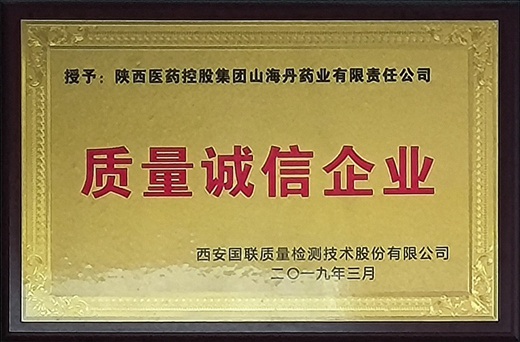 授予：陕西医药控股集团山海丹药业有限责任公司
质量诚信企业
西安国联质量检测技术股份有限公司
二〇一九年三月